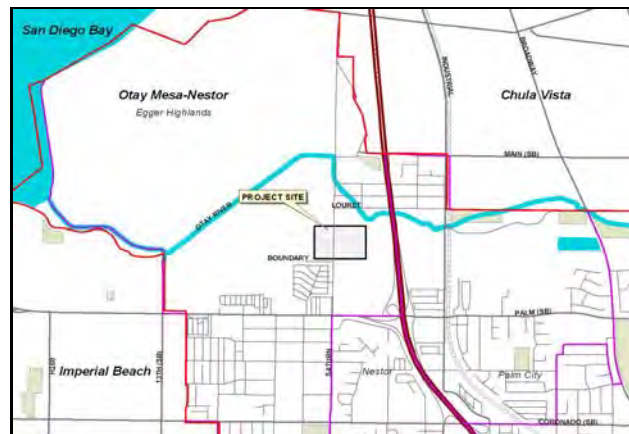 San Diego Bay
Otay Mesa-Nestor
Egger Highlands
INDUSTRIAL
BROADWAY
Chula Vista
MAIN (SB)
PROJECT SITE
LOURET
OTAY RIVER
BOUNDARY
PALM (SB)
Imperial Beach
13TH (SB)
SATURN
Nestor
Palm City
CORONADO (SB)